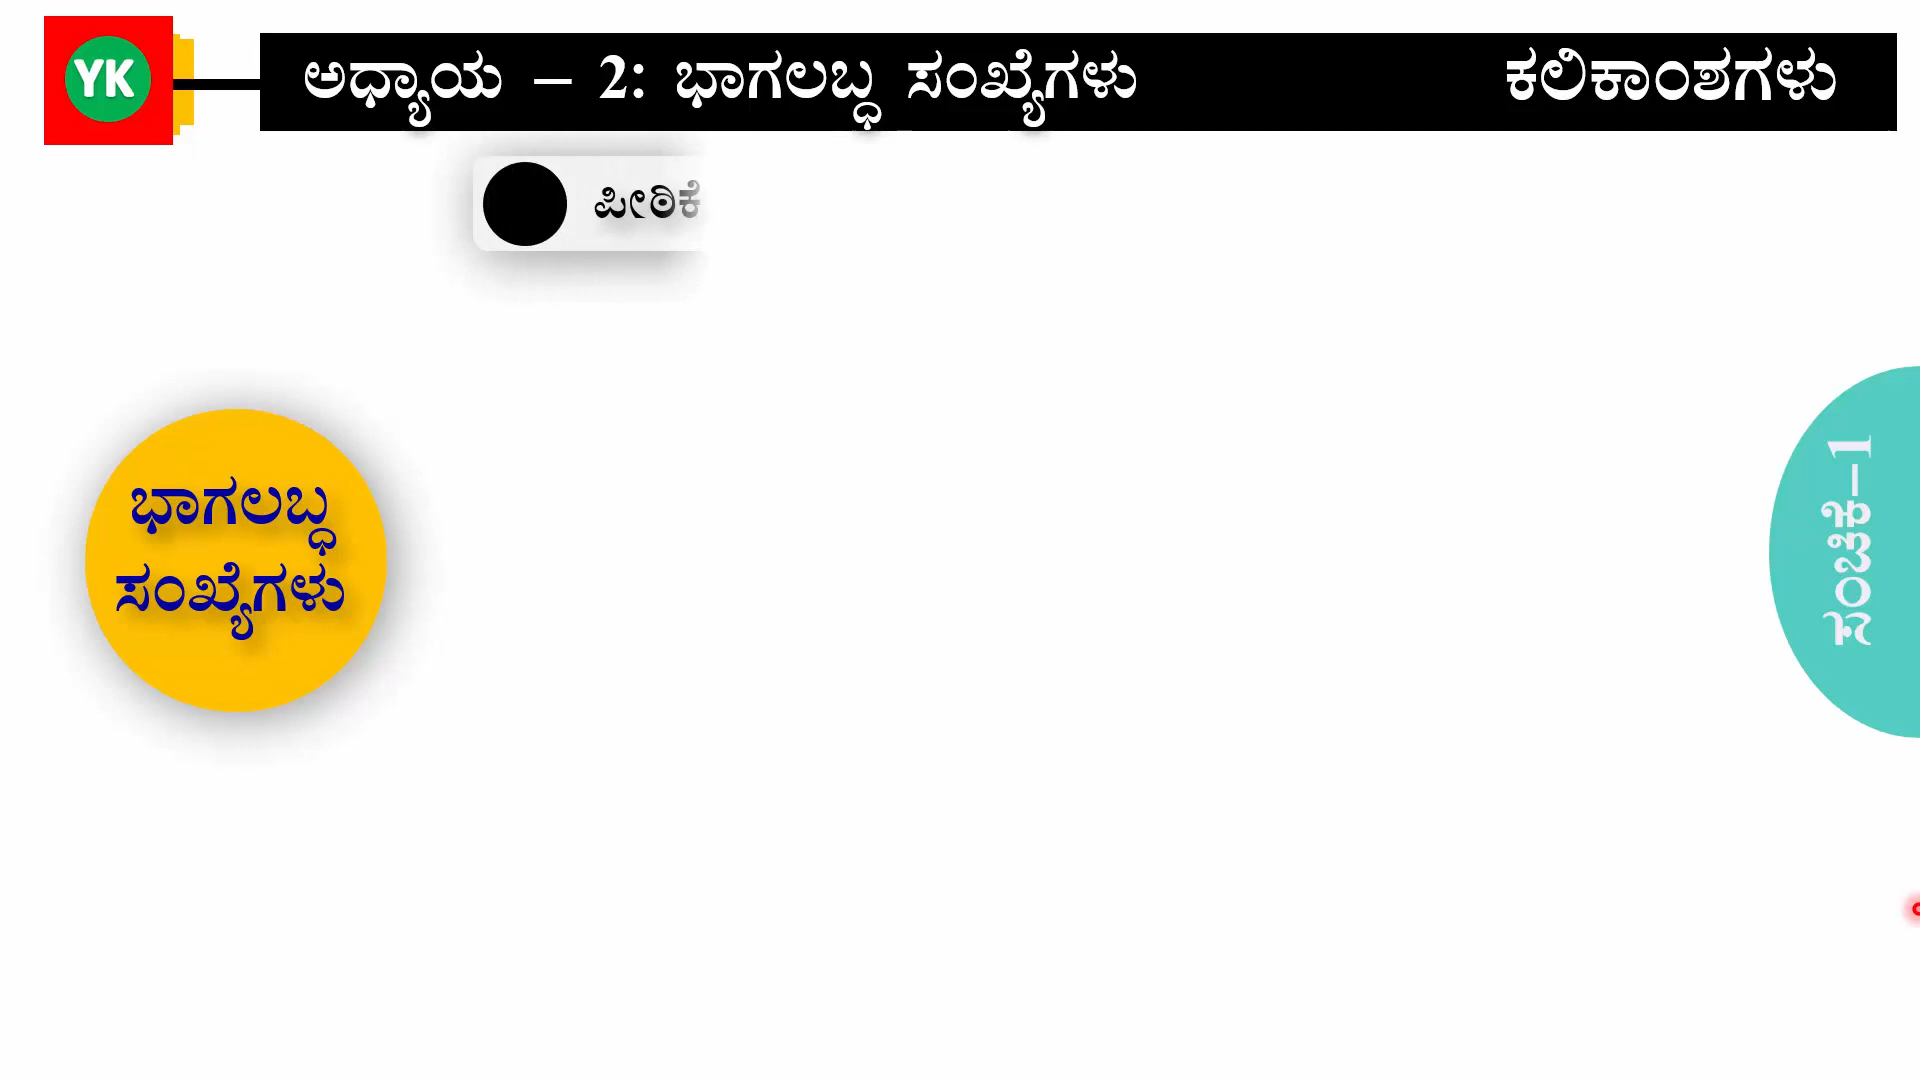 YK
ಅಧ್ಯಾಯ – 2: ಭಾಗಲಬ್ಧ ಸಂಖ್ಯೆಗಳು
ಕಲಿಕಾಂಶಗಳು
ಪೀಠಿಕೆ
ಭಾಗಲಬ್ಧ
ಸಂಖ್ಯೆಗಳು
ಸಂಚಿಕೆ–1